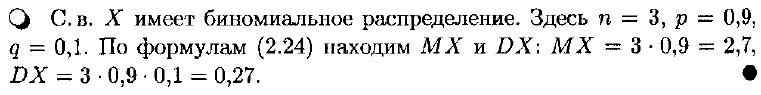 С. в. X имеет биномиальное распределение. Здесь n = 3, p = 0,9,
q = 0,1. По формулам (2.24) находим MX и DX: MX = 3 · 0,9 = 2,7,
DX = 3 · 0,9 · 0,1 = 0,27.